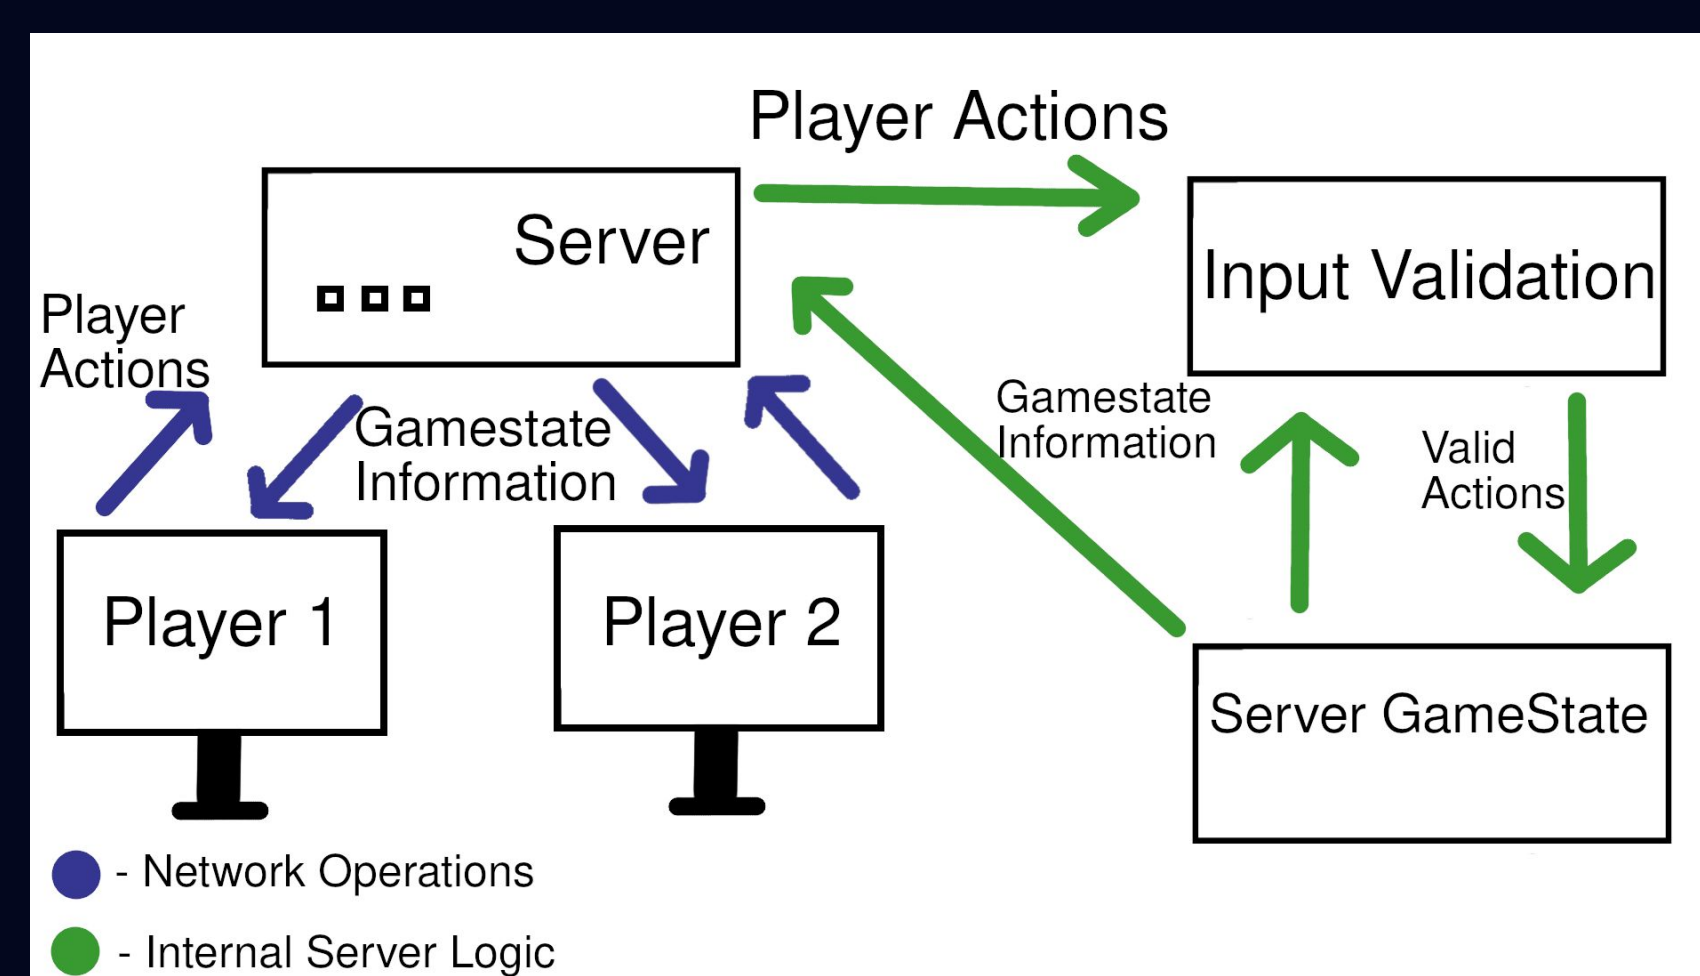 Player Actions
Server
Input Validation
Player
Actions
Gamestate
Information
Gamestate
Information
Valid
Actions
Player 1
Player 2
Server GameState
- Network Operations
- Internal Server Logic